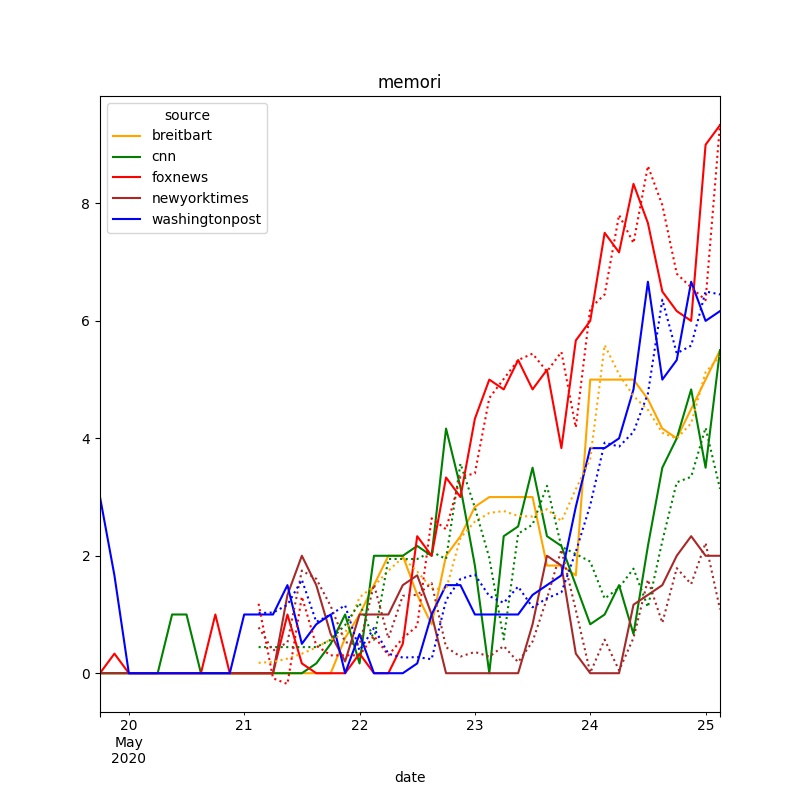 memori
source
breitbart
cnn
foxnews
newyorktimes
washingtonpost
8
6
4
2
0
20
21
22
23
24
25
May
2020
date